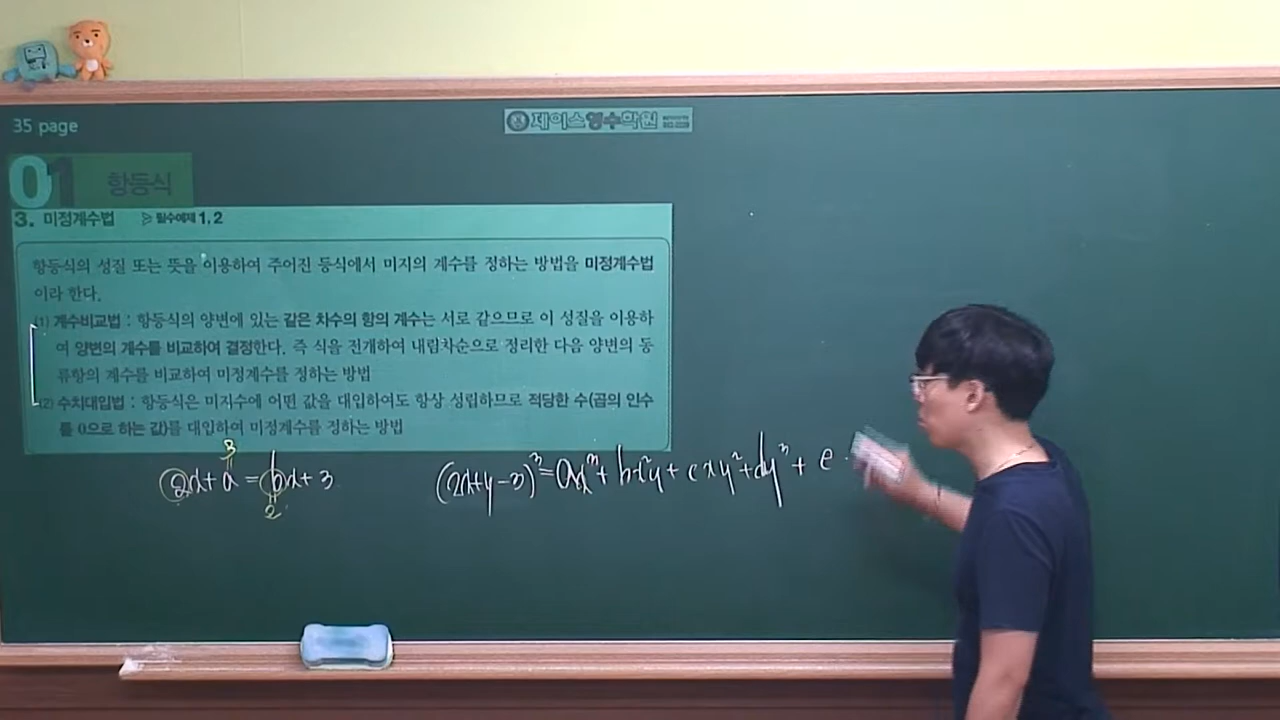 35 page
제이스영수학원
01 항등식
3. 미정계수법 ▷ 필수예제 1, 2
항등식의 성질 또는 뜻을 이용하여 주어진 등식에서 미지의 계수를 정하는 방법을 미정계수법
이라 한다.
(1) 계수비교법 : 항등식의 양변에 있는 같은 차수의 항의 계수는 서로 같으므로 이 성질을 이용하
여 양변의 계수를 비교하여 결정한다. 즉 식을 전개하여 내림차순으로 정리한 다음 양변의 동
류항의 계수를 비교하여 미정계수를 정하는 방법
(2) 수치대입법 : 항등식은 미지수에 어떤 값을 대입하여도 항상 성립하므로 적당한 수(곱의 인수
를 0으로 하는 값)를 대입하여 미정계수를 정하는 방법
3
2x+a=bx+3
2
(2x+y-3)³=ax³+bx²y+cxy²+dy³+e